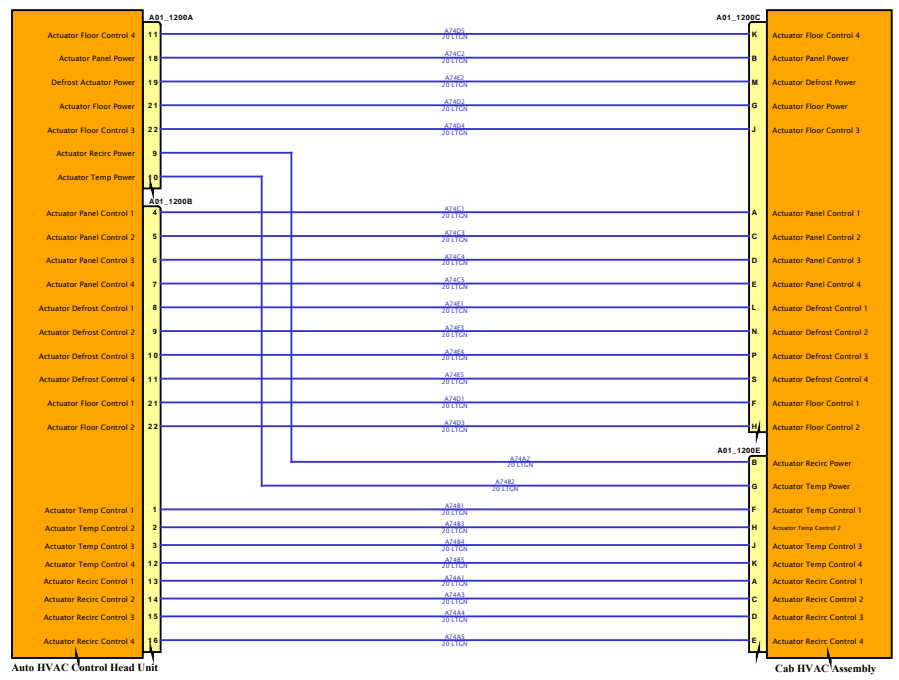 A01_1200A A01_1200C
Actuator Floor Control 4 11 A74D5 20 LTGN K Actuator Floor Control 4
Actuator Panel Power 18 A74C2 20 LTGN B Actuator Panel Power
Defrost Actuator Power 19 A74E2 20 LTGN M Actuator Defrost Power
Actuator Floor Power 21 A74D2 20 LTGN G Actuator Floor Power
Actuator Floor Control 3 22 A74D4 20 LTGN J Actuator Floor Control 3
Actuator Recirc Power 9
Actuator Temp Power 10
A01_1200B
Actuator Panel Control 1 4 A74C1 20 LTGN A Actuator Panel Control 1
Actuator Panel Control 2 5 A74C3 20 LTGN C Actuator Panel Control 2
Actuator Panel Control 3 6 A74C4 20 LTGN D Actuator Panel Control 3
Actuator Panel Control 4 7 A74C5 20 LTGN E Actuator Panel Control 4
Actuator Defrost Control 1 8 A74E1 20 LTGN L Actuator Defrost Control 1
Actuator Defrost Control 2 9 A74E3 20 LTGN N Actuator Defrost Control 2
Actuator Defrost Control 3 10 A74E4 20 LTGN P Actuator Defrost Control 3
Actuator Defrost Control 4 11 A74E5 20 LTGN S Actuator Defrost Control 4
Actuator Floor Control 1 21 A74D1 20 LTGN F Actuator Floor Control 1
Actuator Floor Control 2 22 A74D3 20 LTGN H Actuator Floor Control 2
A01_1200E
A74A2 20 LTGN B Actuator Recirc Power
A74B2 20 LTGN G Actuator Temp Power
Actuator Temp Control 1 1 A74B1 20 LTGN F Actuator Temp Control 1
Actuator Temp Control 2 2 A74B3 20 LTGN H Actuator Temp Control 2
Actuator Temp Control 3 3 A74B4 20 LTGN J Actuator Temp Control 3
Actuator Temp Control 4 12 A74B5 20 LTGN K Actuator Temp Control 4
Actuator Recirc Control 1 13 A74A1 20 LTGN A Actuator Recirc Control 1
Actuator Recirc Control 2 14 A74A3 20 LTGN C Actuator Recirc Control 2
Actuator Recirc Control 3 15 A74A4 20 LTGN D Actuator Recirc Control 3
Actuator Recirc Control 4 16 A74A5 20 LTGN E Actuator Recirc Control 4
Auto HVAC Control Head Unit Cab HVAC Assembly